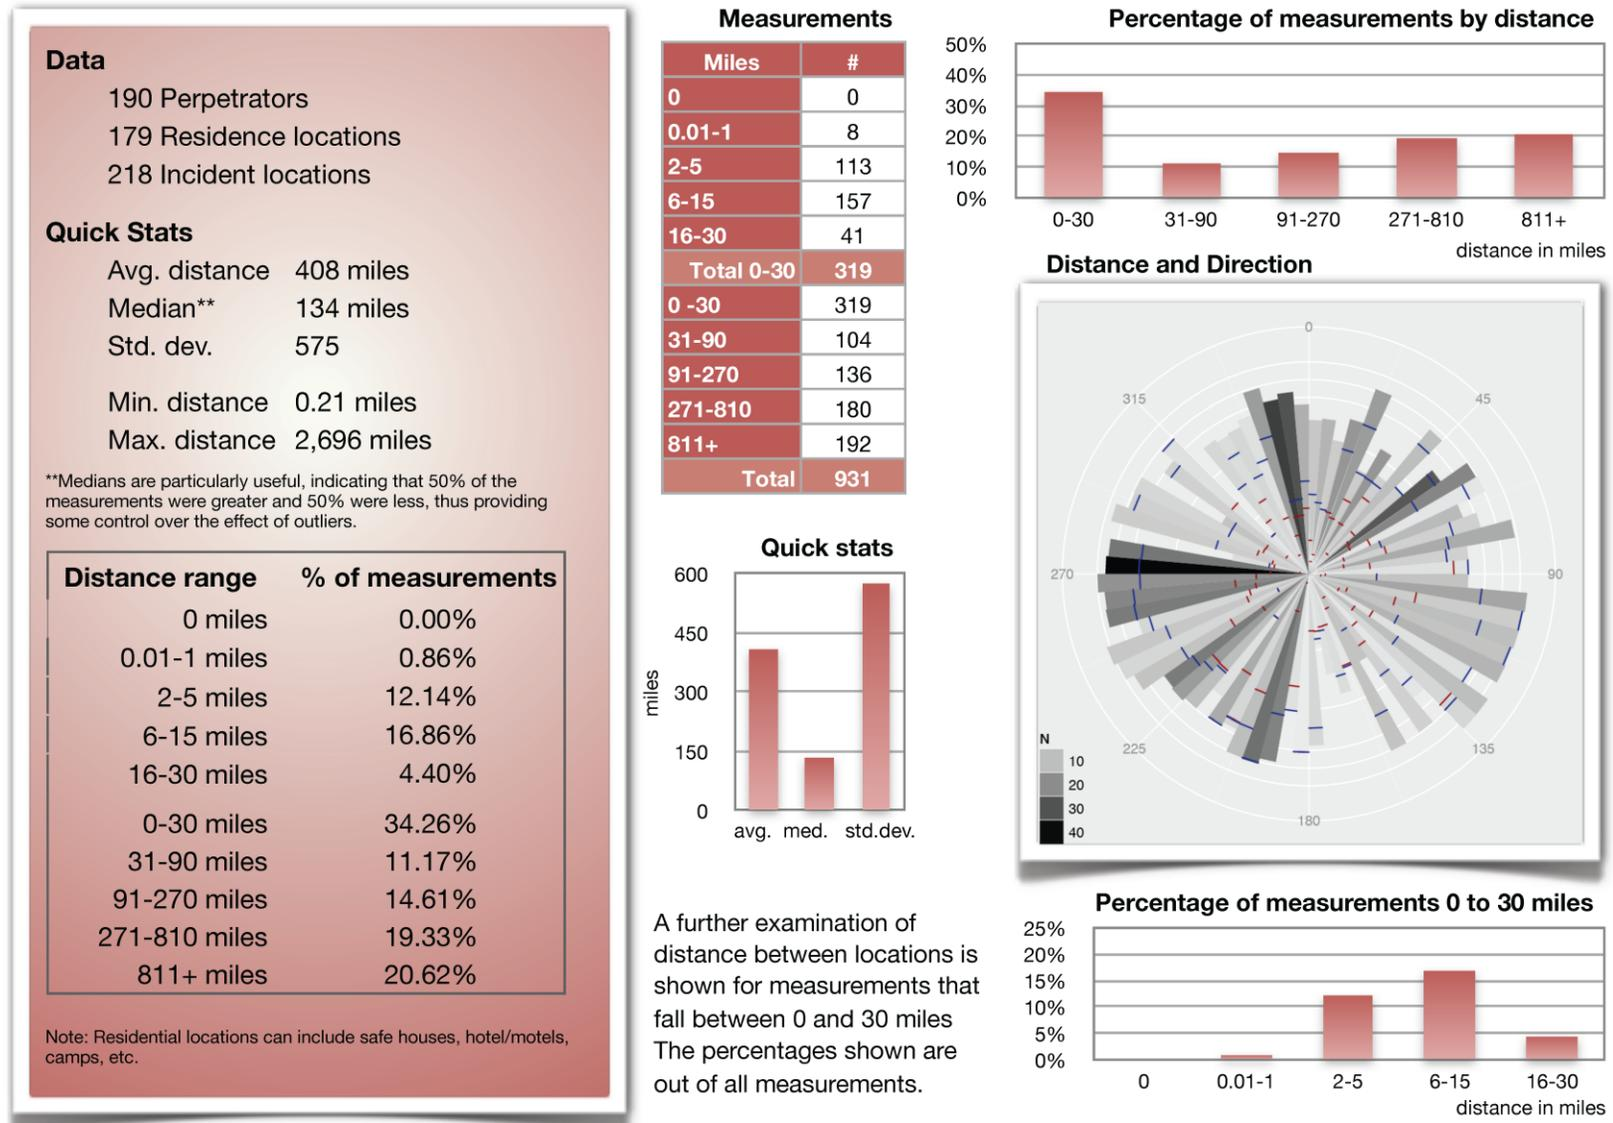 Data
190 Perpetrators
179 Residence locations
218 Incident locations
Quick Stats
Avg. distance 408 miles
Median** 134 miles
Std. dev. 575
Min. distance 0.21 miles
Max. distance 2,696 miles
**Medians are particularly useful, indicating that 50% of the
measurements were greater and 50% were less, thus providing
some control over the effect of outliers.
Distance range % of measurements
0 miles 0.00%
0.01-1 miles 0.86%
2-5 miles 12.14%
6-15 miles 16.86%
16-30 miles 4.40%
0-30 miles 34.26%
31-90 miles 11.17%
91-270 miles 14.61%
271-810 miles 19.33%
811+ miles 20.62%
Note: Residential locations can include safe houses, hotel/motels,
camps, etc.
Measurements
Miles #
0 0
0.01-1 8
2-5 113
6-15 157
16-30 41
Total 0-30 319
0 -30 319
31-90 104
91-270 136
271-810 180
811+ 192
Total 931
Quick stats
600
450
300
150
0
miles
avg. med. std.dev.
A further examination of
distance between locations is
shown for measurements that
fall between 0 and 30 miles
The percentages shown are
out of all measurements.
Percentage of measurements by distance
50%
40%
30%
20%
10%
0%
0-30 31-90 91-270 271-810 811+
distance in miles
Distance and Direction
0
315 45
270 90
225 135
180
N
10
20
30
40
Percentage of measurements 0 to 30 miles
25%
20%
15%
10%
5%
0%
0 0.01-1 2-5 6-15 16-30
distance in miles